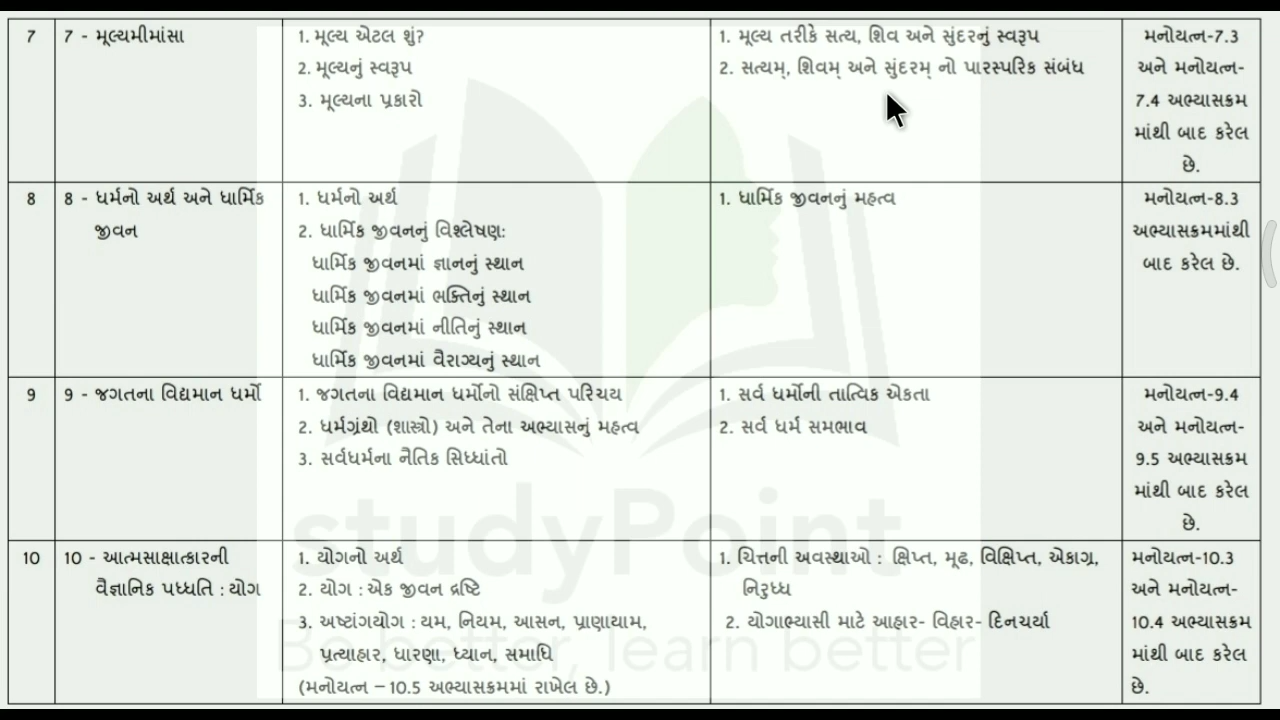 7
7 - મૂલ્યમીમાંસા
1. મૂલ્ય એટલ શું?
2. મૂલ્યનું સ્વરૂપ
3. મૂલ્યના પ્રકારો
1. મૂલ્ય તરીકે સત્ય, શિવ અને સુંદરનું સ્વરૂપ
2. સત્યમ્, શિવમ્ અને સુંદરમ્ નો પારસ્પરિક સંબંધ
મનોયત્ન-7.3
અને મનોયત્ન-
7.4 અભ્યાસક્રમ
માંથી બાદ કરેલ
છે.
8
8 - ધર્મનો અર્થ અને ધાર્મિક
જીવન
1. ધર્મનો અર્થ
2. ધાર્મિક જીવનનું વિશ્લેષણ:
ધાર્મિક જીવનમાં જ્ઞાનનું સ્થાન
ધાર્મિક જીવનમાં ભક્તિનું સ્થાન
ધાર્મિક જીવનમાં નીતિનું સ્થાન
ધાર્મિક જીવનમાં વૈરાગ્યનું સ્થાન
1. ધાર્મિક જીવનનું મહત્વ
મનોયત્ન-8.3
અભ્યાસક્રમમાંથી
બાદ કરેલ છે.
9
9 - જગતના વિદ્યમાન ધર્મો
1. જગતના વિદ્યમાન ધર્મોનો સંક્ષિપ્ત પરિચય
2. ધર્મગ્રંથો (શાસ્ત્રો) અને તેના અભ્યાસનું મહત્વ
3. સર્વધર્મના નૈતિક સિધ્ધાંતો
1. સર્વ ધર્મોની તાત્વિક એકતા
2. સર્વ ધર્મ સમભાવ
મનોયત્ન-9.4
અને મનોયત્ન-
9.5 અભ્યાસક્રમ
માંથી બાદ કરેલ
છે.
10
10 - આત્મસાક્ષાત્કારની
વૈજ્ઞાનિક પધ્ધતિ : યોગ
1. યોગનો અર્થ
2. યોગ : એક જીવન દ્રષ્ટિ
3. અષ્ટાંગયોગ : યમ, નિયમ, આસન, પ્રાણાયામ,
પ્રત્યાહાર, ધારણા, ધ્યાન, સમાધિ
(મનોયત્ન – 10.5 અભ્યાસક્રમમાં રાખેલ છે.)
1. ચિત્તની અવસ્થાઓ : ક્ષિપ્ત, મૂઢ, વિક્ષિપ્ત, એકાગ્ર,
નિરુધ્ધ
2. યોગાભ્યાસી માટે આહાર- વિહાર- દિનચર્યા
મનોયત્ન-10.3
અને મનોયત્ન-
10.4 અભ્યાસક્રમ
માંથી બાદ કરેલ
છે.
studyPoint
Be better, learn better